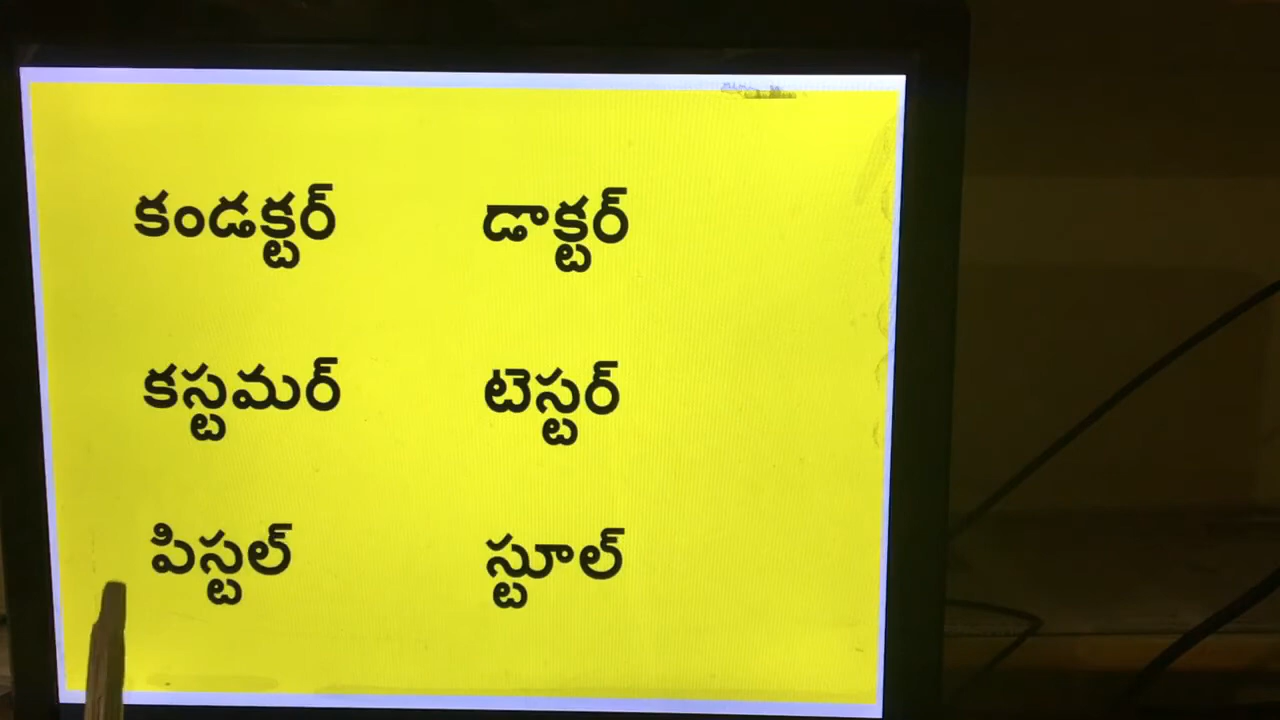 కండక్టర్ డాక్టర్
కస్టమర్ టెస్టర్
పిస్టల్ స్టూల్